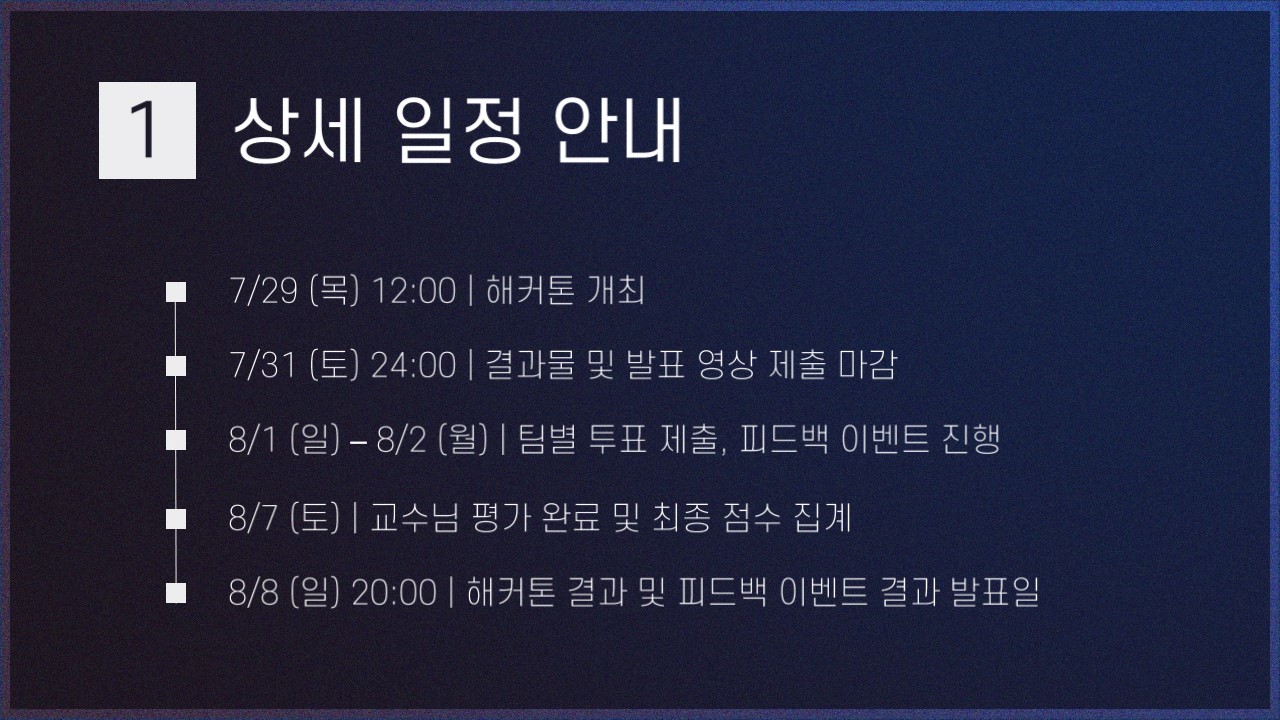 1 상세 일정 안내
7/29 (목) 12:00 | 해커톤 개최
7/31 (토) 24:00 | 결과물 및 발표 영상 제출 마감
8/1 (일) – 8/2 (월) | 팀별 투표 제출, 피드백 이벤트 진행
8/7 (토) | 교수님 평가 완료 및 최종 점수 집계
8/8 (일) 20:00 | 해커톤 결과 및 피드백 이벤트 결과 발표일